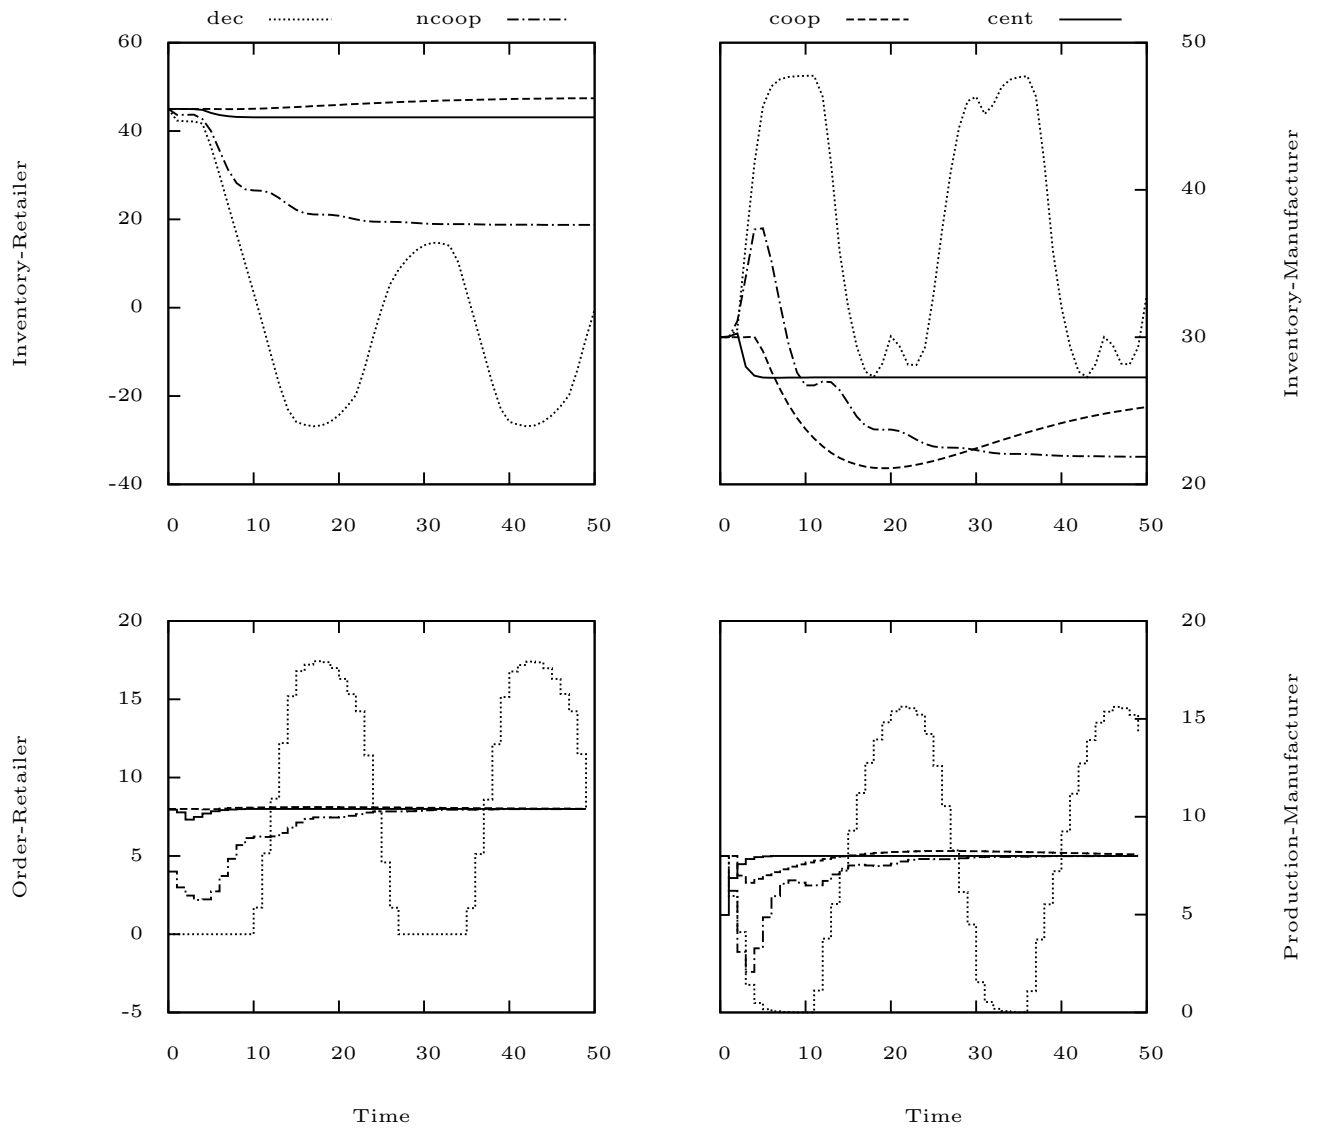 dec ncoop coop cent
60 50
40
20
0
-20
-40
Inventory-Retailer
0 10 20 30 40 50
40
30
20
Inventory-Manufacturer
0 10 20 30 40 50
20
15
10
5
0
-5
Order-Retailer
0 10 20 30 40 50
Time
20
15
10
5
0
Production-Manufacturer
0 10 20 30 40 50
Time